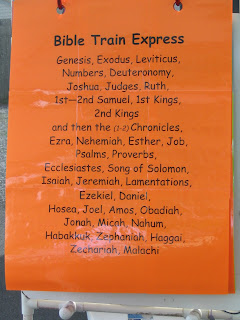 Bible Train Express
Genesis, Exodus, Leviticus,
Numbers, Deuteronomy,
Joshua, Judges, Ruth,
1st—2nd Samuel, 1st Kings,
2nd Kings
and then the (1-2) Chronicles,
Ezra, Nehemiah, Esther, Job,
Psalms, Proverbs,
Ecclesiastes, Song of Solomon,
Isaiah, Jeremiah, Lamentations,
Ezekiel, Daniel,
Hosea, Joel, Amos, Obadiah,
Jonah, Micah, Nahum,
Habakkuk, Zephaniah, Haggai,
Zechariah, Malachi